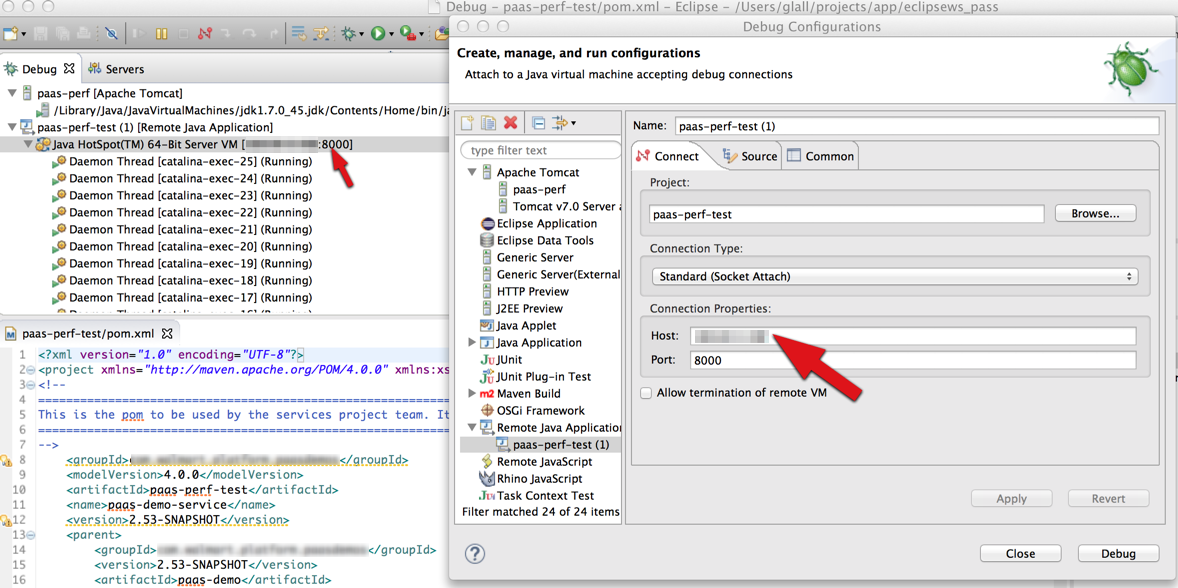 Debug - paas-perf-test/pom.xml - Eclipse - /Users/glall/projects/app/eclipsews_pass
Debug
Servers
paas-perf [Apache Tomcat]
/Library/Java/JavaVirtualMachines/jdk1.7.0_45.jdk/Contents/Home/bin/ja
paas-perf-test (1) [Remote Java Application]
Java HotSpot(TM) 64-Bit Server VM [ :8000]
Daemon Thread [catalina-exec-25] (Running)
Daemon Thread [catalina-exec-24] (Running)
Daemon Thread [catalina-exec-23] (Running)
Daemon Thread [catalina-exec-22] (Running)
Daemon Thread [catalina-exec-21] (Running)
Daemon Thread [catalina-exec-20] (Running)
Daemon Thread [catalina-exec-19] (Running)
Daemon Thread [catalina-exec-18] (Running)
Daemon Thread [catalina-exec-17] (Running)
paas-perf-test/pom.xml
1 <?xml version="1.0" encoding="UTF-8"?>
2 <project xmlns="http://maven.apache.org/POM/4.0.0" xmlns:xs
3 <!--
4 ====================================================
5 This is the pom to be used by the services project team. It
6 ====================================================
7 -->
8 <groupId></groupId>
9 <modelVersion>4.0.0</modelVersion>
10 <artifactId>paas-perf-test</artifactId>
11 <name>paas-demo-service</name>
12 <version>2.53-SNAPSHOT</version>
13 <parent>
14 <groupId></groupId>
15 <version>2.53-SNAPSHOT</version>
16 <artifactId>paas-demo</artifactId>
Debug Configurations
Create, manage, and run configurations
Attach to a Java virtual machine accepting debug connections
type filter text
Apache Tomcat
paas-perf
Tomcat v7.0 Server a
Eclipse Application
Eclipse Data Tools
Generic Server
Generic Server(External
HTTP Preview
J2EE Preview
Java Applet
Java Application
JUnit
JUnit Plug-in Test
Maven Build
OSGi Framework
Remote Java Application
paas-perf-test (1)
Remote JavaScript
Rhino JavaScript
Task Context Test
Filter matched 24 of 24 items
Name: paas-perf-test (1)
Connect
Source
Common
Project:
paas-perf-test
Browse...
Connection Type:
Standard (Socket Attach)
Connection Properties:
Host:
Port: 8000
Allow termination of remote VM
Apply
Revert
Close
Debug